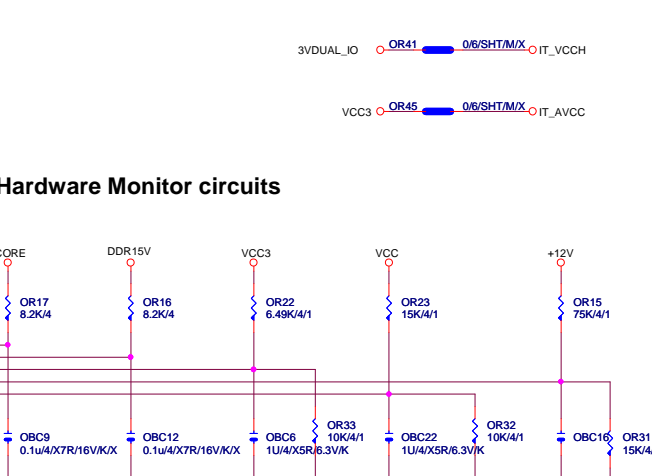 3VDUAL_IO OR41 0/6/SHT/M/X IT_VCCH
VCC3 OR45 0/6/SHT/M/X IT_AVCC
Hardware Monitor circuits
CORE DDR15V VCC3 VCC +12V
OR17 OR16 OR22 OR23 OR15
8.2K/4 8.2K/4 6.49K/4/1 15K/4/1 75K/4/1
OR33 OR32
OBC9 OBC12 OBC6 10K/4/1 OBC22 10K/4/1 OBC16 OR31
0.1u/4/X7R/16V/K/X 0.1u/4/X7R/16V/K/X 1U/4/X5R/6.3V/K 1U/4/X5R/6.3V/K 15K/4/